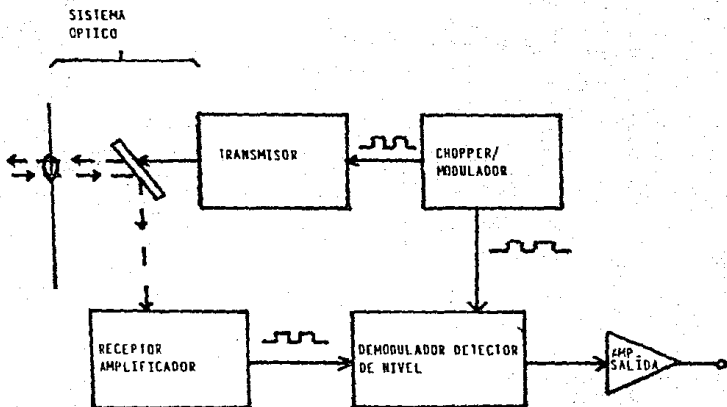 SISTEMA
OPTICO
TRANSMISOR
CHOPPER/
MODULADOR
RECEPTOR
AMPLIFICADOR
DEMODULADOR DETECTOR
DE NIVEL
AMP
SALIDA